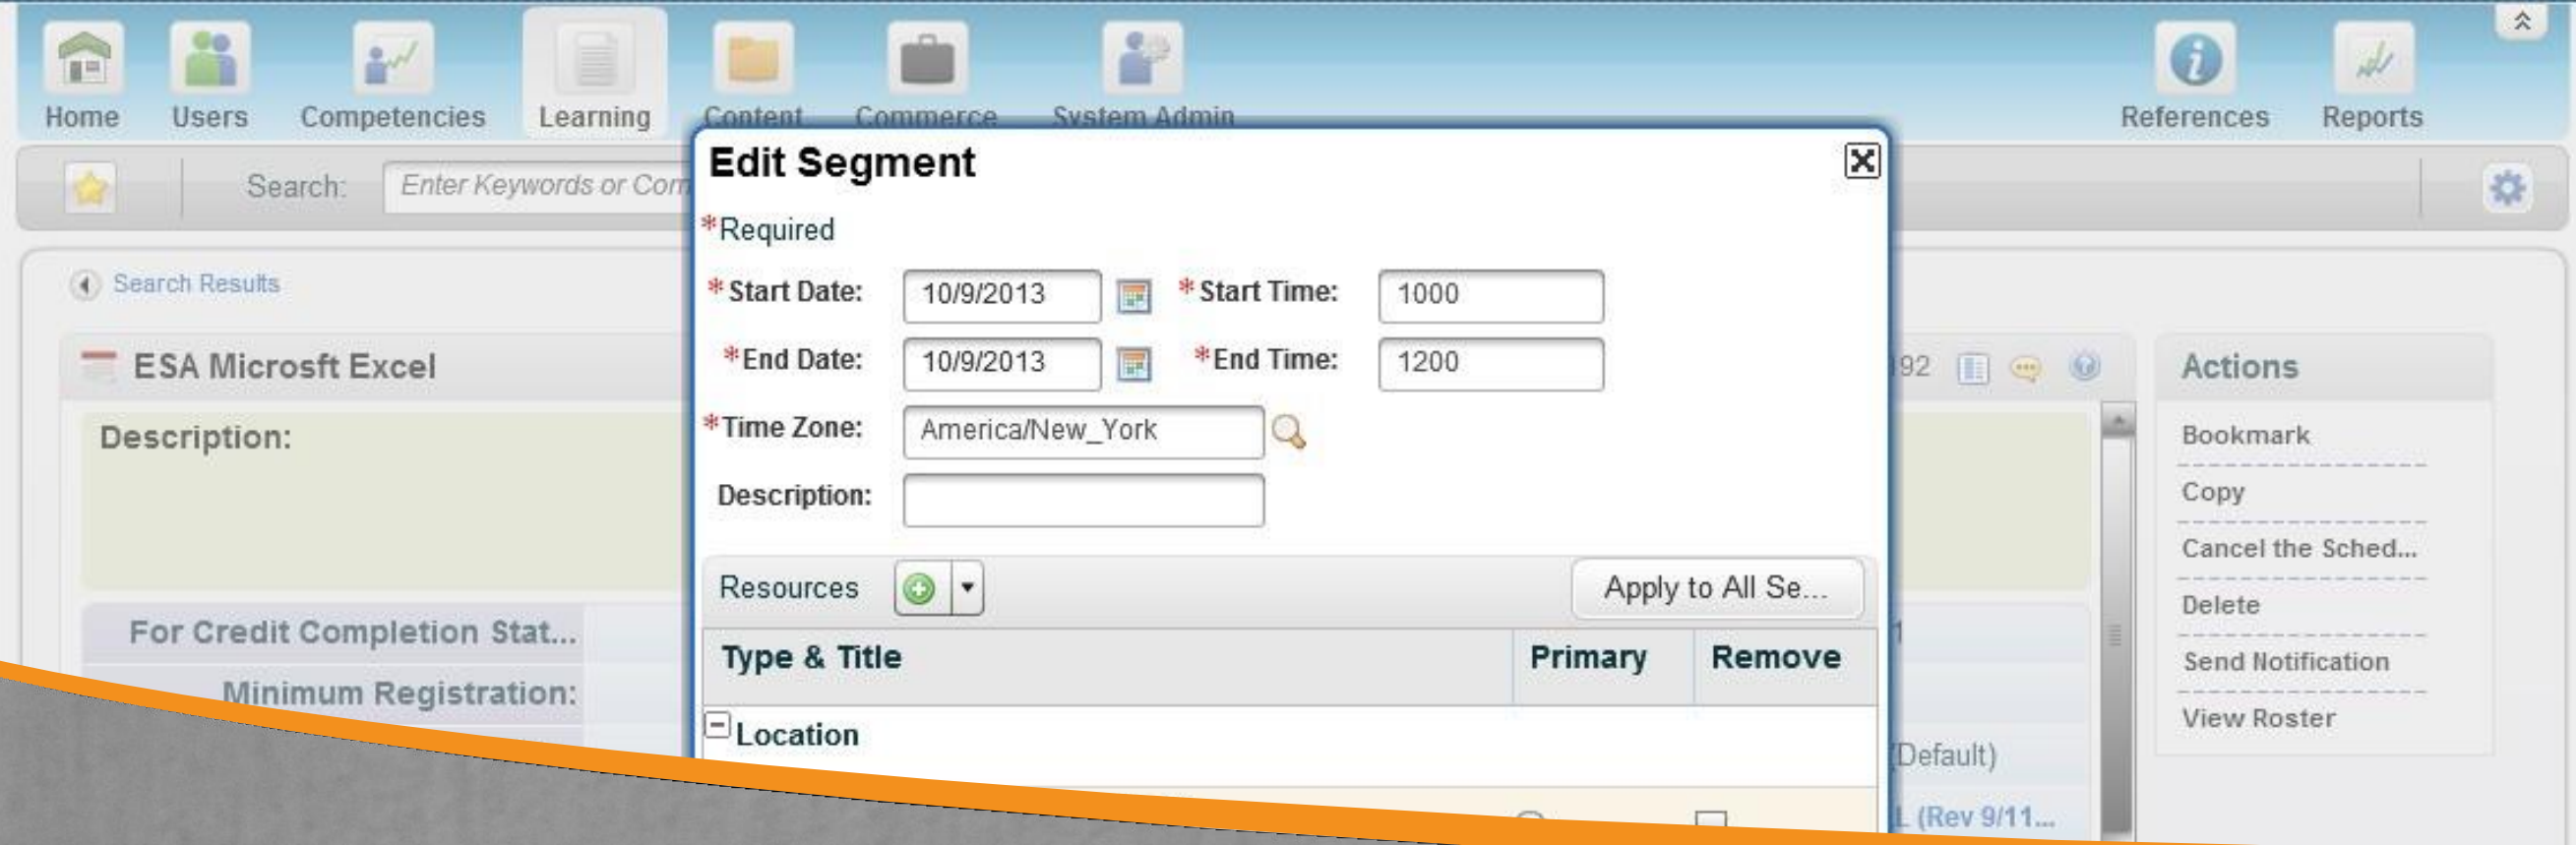 Home
Users
Competencies
Learning
Content
Commerce
System Admin
References
Reports
Search:
Enter Keywords or Com
Edit Segment
*Required
Search Results
*Start Date:
10/9/2013
*Start Time:
1000
*End Date:
10/9/2013
*End Time:
1200
ESA Microsft Excel
192
Actions
*Time Zone:
America/New_York
Description:
Bookmark
Description:
Copy
Cancel the Sched...
Resources
Apply to All Se...
Delete
For Credit Completion Stat...
Type & Title
Primary
Remove
1
Send Notification
Minimum Registration:
View Roster
Location
(Default)
L (Rev 9/11...